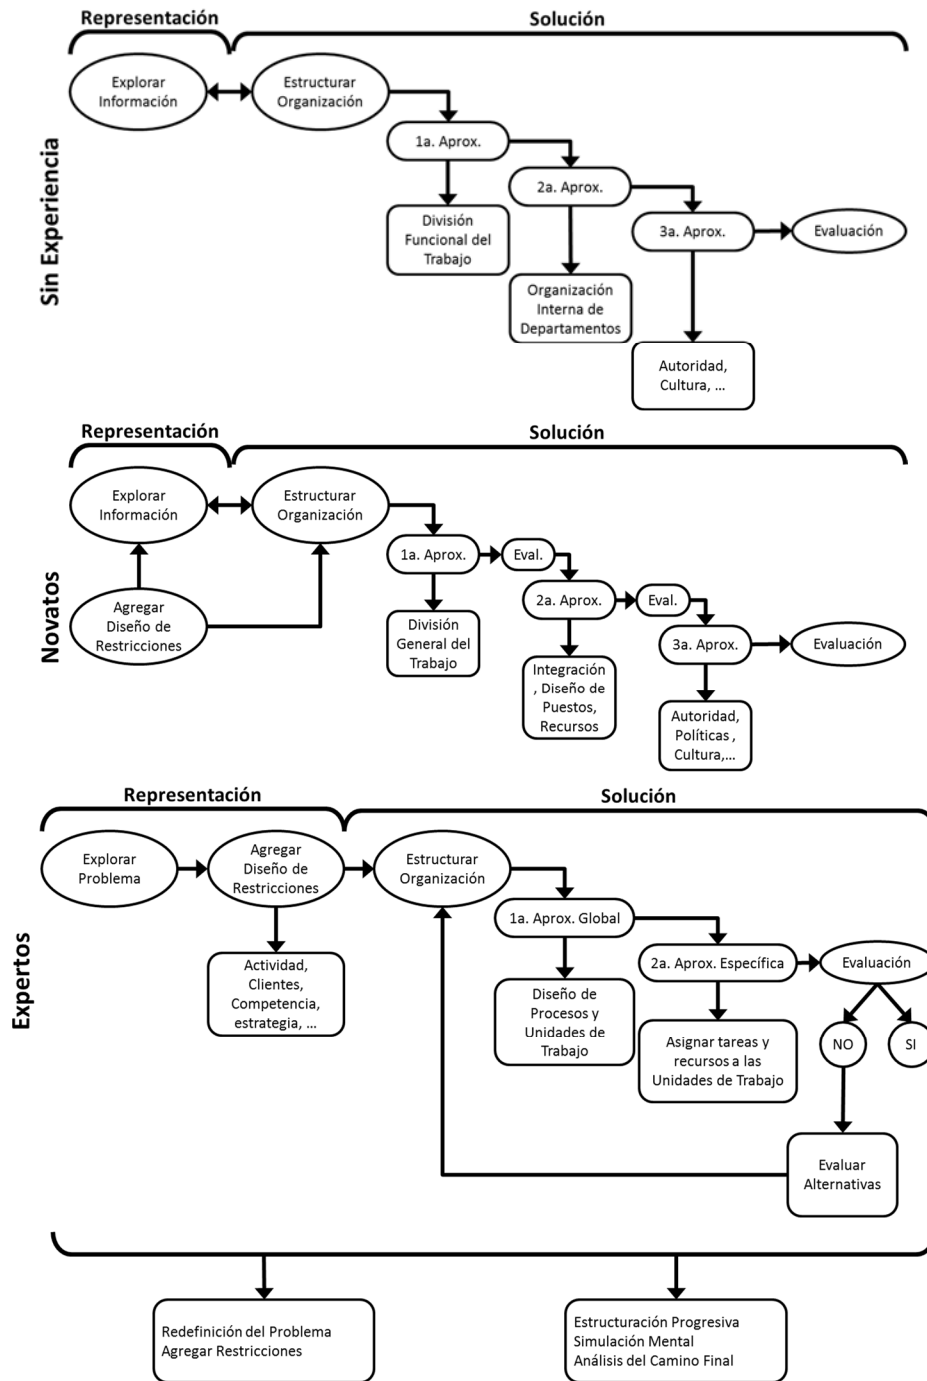 Representación
Solución
Sin Experiencia
Explorar
Información
Estructurar
Organización
1a. Aprox.
2a. Aprox.
3a. Aprox.
Evaluación
División
Funcional del
Trabajo
Organización
Interna de
Departamentos
Autoridad,
Cultura, ...
Representación
Solución
Novatos
Explorar
Información
Estructurar
Organización
Agregar
Diseño de
Restricciones
1a. Aprox.
Eval.
2a. Aprox.
Eval.
3a. Aprox.
Evaluación
División
General del
Trabajo
Integración
, Diseño de
Puestos,
Recursos
Autoridad,
Políticas ,
Cultura,...
Representación
Solución
Expertos
Explorar
Problema
Agregar
Diseño de
Restricciones
Estructurar
Organización
Actividad,
Clientes,
Competencia,
estrategia, ...
1a. Aprox. Global
2a. Aprox. Específica
Evaluación
Diseño de
Procesos y
Unidades de
Trabajo
Asignar tareas y
recursos a las
Unidades de Trabajo
NO
SI
Evaluar
Alternativas
Redefinición del Problema
Agregar Restricciones
Estructuración Progresiva
Simulación Mental
Análisis del Camino Final